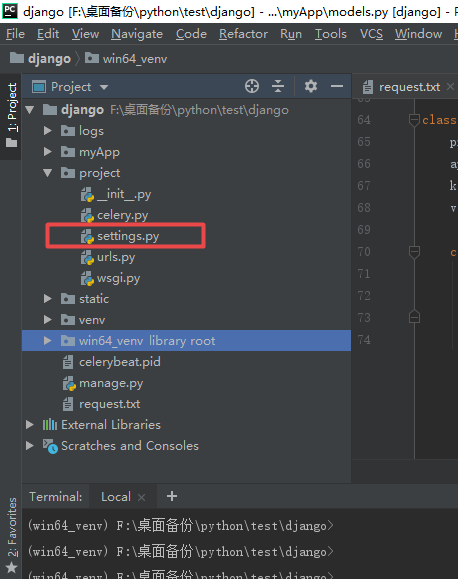 PC django [F:\桌面备份\python\test\django] - ...\myApp\models.py [django] - P
File Edit View Navigate Code Refactor Run Tools VCS Window Help
django win64_venv
1: Project
Project
request.txt ×
django F:\桌面备份\python\test\django
logs
myApp
project
__init__.py
celery.py
settings.py
urls.py
wsgi.py
static
venv
win64_venv library root
celerybeat.pid
manage.py
request.txt
External Libraries
Scratches and Consoles
64 class
65
66
67
68
69
70
71
72
73
74
2: Favorites
Terminal: Local × +
(win64_venv) F:\桌面备份\python\test\django>
(win64_venv) F:\桌面备份\python\test\django>
(win64_venv) F:\桌面备份\python\test\django>